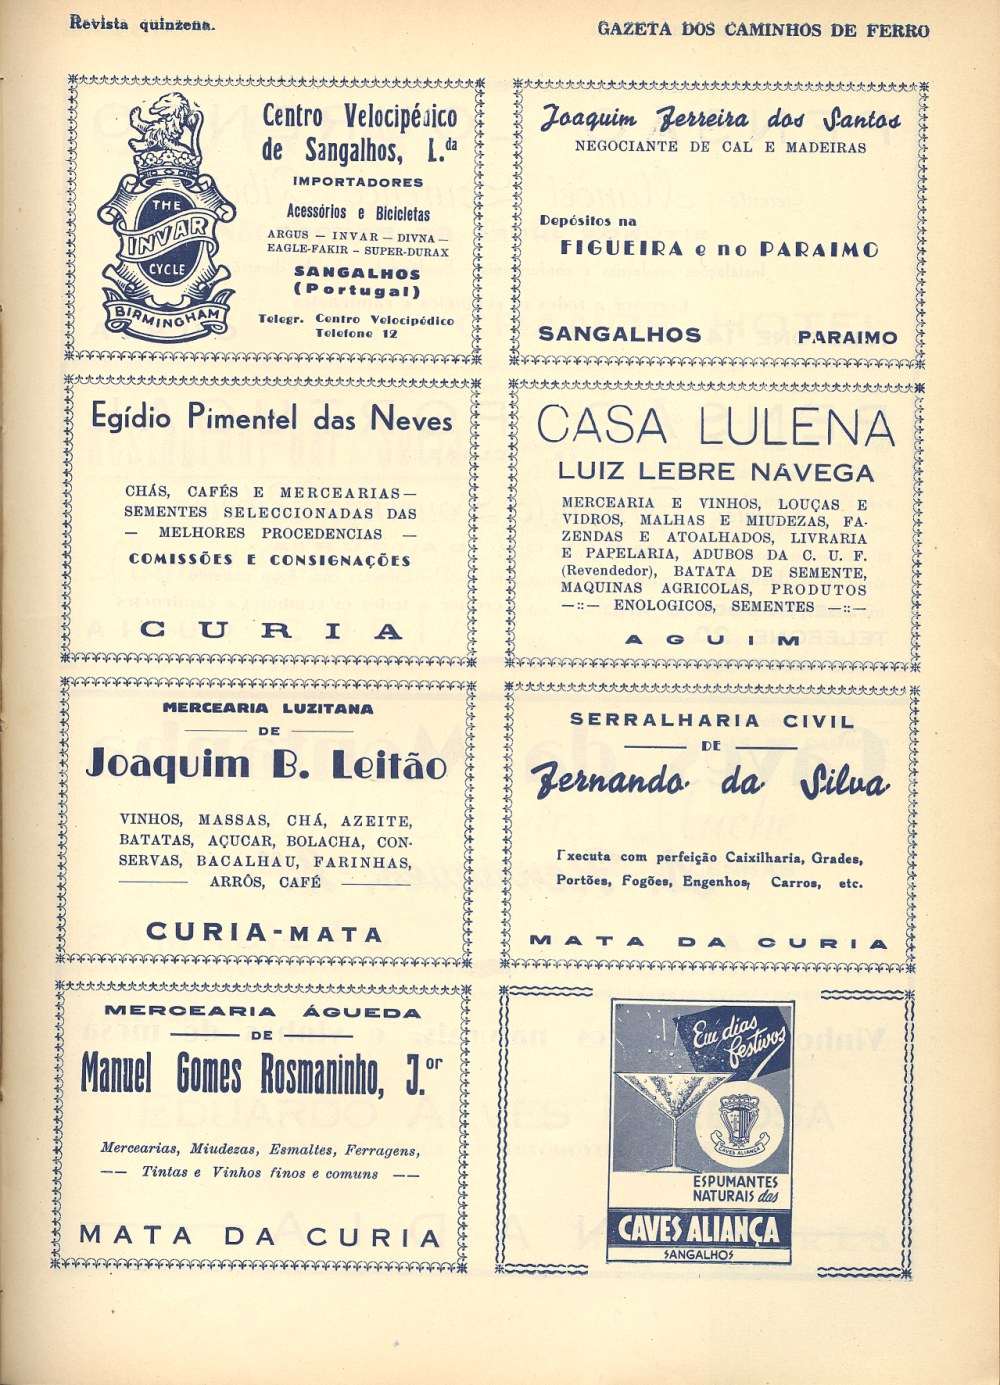 Revista quinzena.
GAZETA DOS CAMINHOS DE FERRO
THE
INVAR
CYCLE
BIRMINGHAM
Centro Velocipédico
de Sangalhos, L.da
IMPORTADORES
Acessórios e Bicicletas
ARGUS — INVAR — DIVNA —
EAGLE-FAKIR — SUPER-DURAX
SANGALHOS
(Portugal)
Telegr. Centro Velocipédico
Telefone 12
Joaquim Ferreira dos Santos
NEGOCIANTE DE CAL E MADEIRAS
Depósitos na
FIGUEIRA e no PARAIMO
SANGALHOS PARAIMO
Egídio Pimentel das Neves
CHÁS, CAFÉS E MERCEARIAS —
SEMENTES SELECCIONADAS DAS
— MELHORES PROCEDENCIAS —
COMISSÕES E CONSIGNAÇÕES
CURIA
CASA LULENA
LUIZ LEBRE NAVEGA
MERCEARIA E VINHOS, LOUÇAS E
VIDROS, MALHAS E MIUDEZAS, FA-
ZENDAS E ATOALHADOS, LIVRARIA
E PAPELARIA, ADUBOS DA C. U. F.
(Revendedor), BATATA DE SEMENTE,
MAQUINAS AGRICOLAS, PRODUTOS
—::— ENOLOGICOS, SEMENTES —::—
AGUIM
MERCEARIA LUZITANA
DE
Joaquim B. Leitão
VINHOS, MASSAS, CHÁ, AZEITE,
BATATAS, AÇUCAR, BOLACHA, CON-
SERVAS, BACALHAU, FARINHAS,
ARRÔS, CAFÉ
CURIA-MATA
SERRALHARIA CIVIL
DE
Fernando da Silva
Executa com perfeição Caixilharia, Grades,
Portões, Fogões, Engenhos, Carros, etc.
MATA DA CURIA
MERCEARIA ÁGUEDA
DE
Manuel Gomes Rosmaninho, J.or
Mercearias, Miudezas, Esmaltes, Ferragens,
—— Tintas e Vinhos finos e comuns ——
MATA DA CURIA
Em dias
festivos
CAVES ALIANÇA
ESPUMANTES
NATURAIS das
CAVES ALIANÇA
SANGALHOS